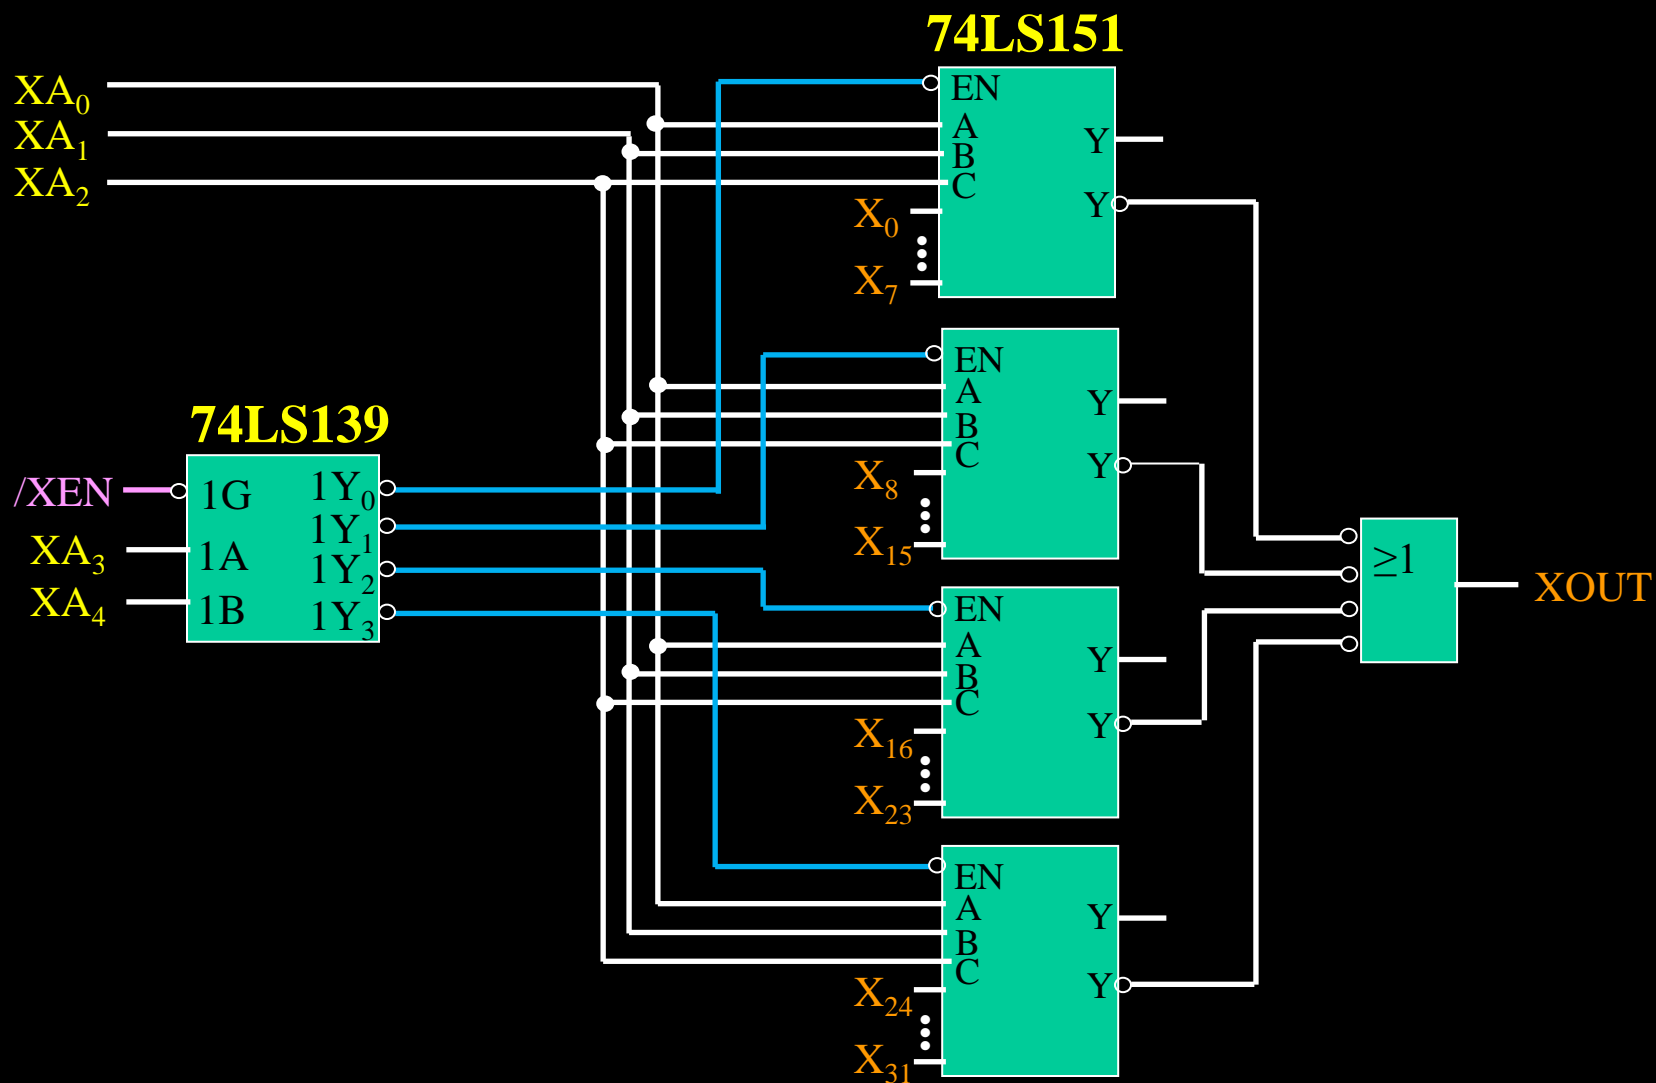 74LS151
XA0
XA1
XA2
EN
A
B
C
Y
Y
X0
X7
EN
A
B
C
Y
Y
X8
X15
74LS139
/XEN
XA3
XA4
1G
1A
1B
1Y0
1Y1
1Y2
1Y3
≥1
XOUT
EN
A
B
C
Y
Y
X16
X23
EN
A
B
C
Y
Y
X24
X31